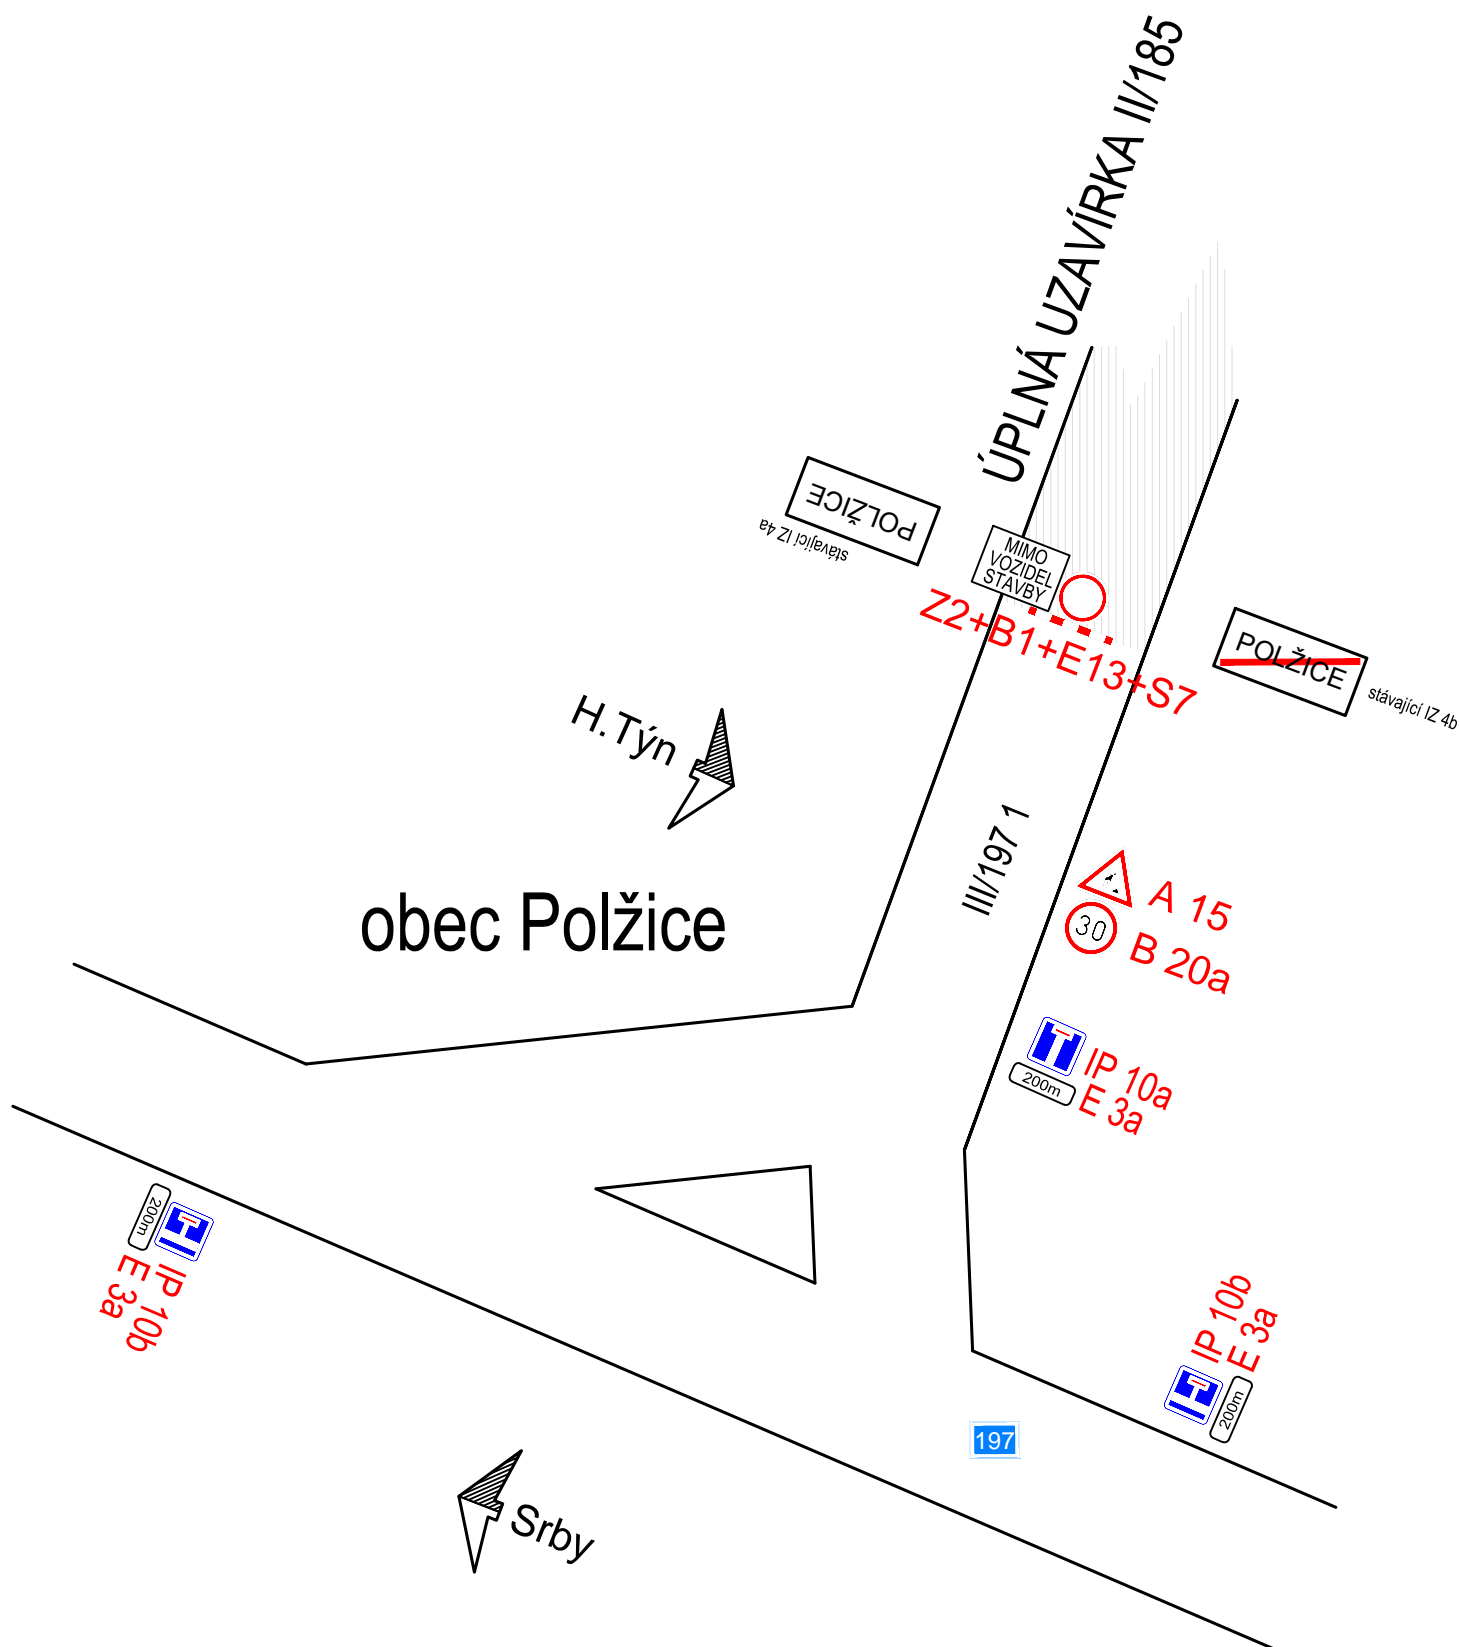 ÚPLNÁ UZAVÍRKA II/185
POLŽICE
stávající IZ 4a
MIMO
VOZIDEL
STAVBY
Z2+B1+E13+S7
POLŽICE
stávající IZ 4b
H.Týn
III/197 1
obec Polžice
A 15
30
B 20a
IP 10a
200m
E 3a
200m
IP 10b
E 3a
IP 10b
E 3a
200m
197
Srby